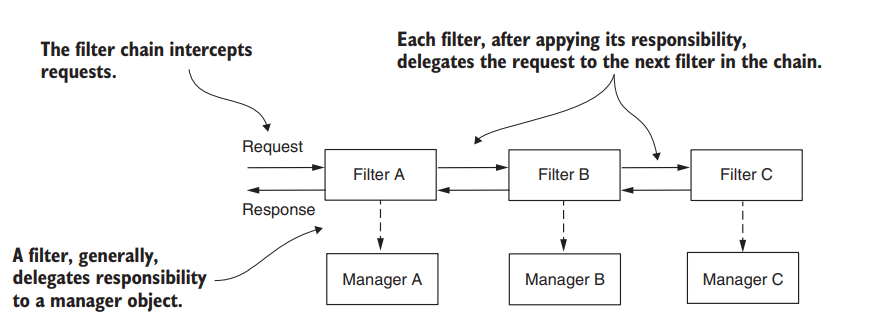 The filter chain intercepts
requests.
Each filter, after appying its responsibility,
delegates the request to the next filter in the chain.
Request
Filter A
Filter B
Filter C
Response
A filter, generally,
delegates responsibility
to a manager object.
Manager A
Manager B
Manager C